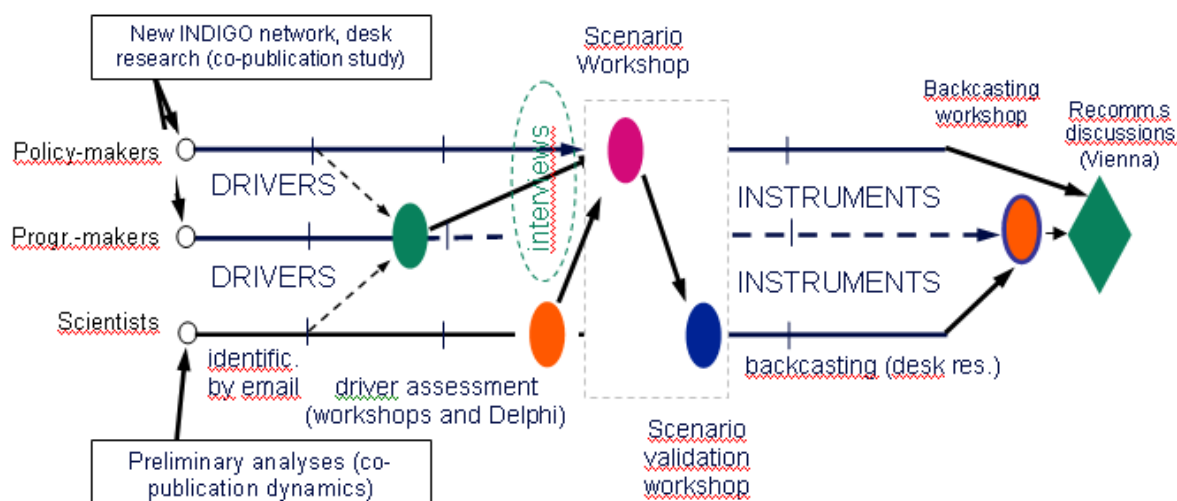 New INDIGO network, desk
research (co-publication study)
Scenario
Workshop
Backcasting
workshop
Recomm.s
discussions
(Vienna)
Policy-makers
DRIVERS
interviews
INSTRUMENTS
Progr.-makers
DRIVERS
INSTRUMENTS
Scientists
identific.
by email
driver assessment
(workshops and Delphi)
backcasting (desk res.)
Scenario
validation
workshop
Preliminary analyses (co-
publication dynamics)